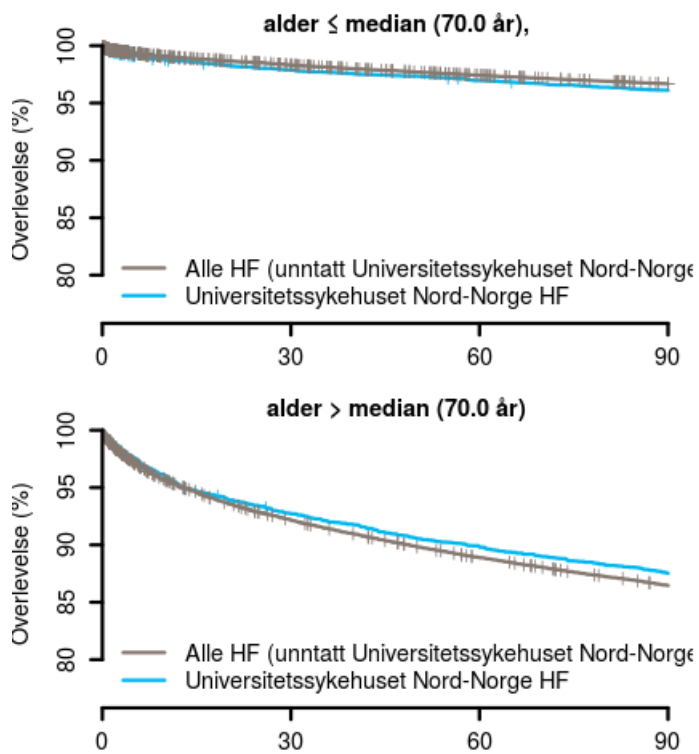 alder ≤ median (70.0 år),
Overlevelse (%)
100
95
90
85
80
Alle HF (unntatt Universitetssykehuset Nord-Norge
Universitetssykehuset Nord-Norge HF
0 30 60 90
alder > median (70.0 år)
Overlevelse (%)
100
95
90
85
80
Alle HF (unntatt Universitetssykehuset Nord-Norge
Universitetssykehuset Nord-Norge HF
0 30 60 90